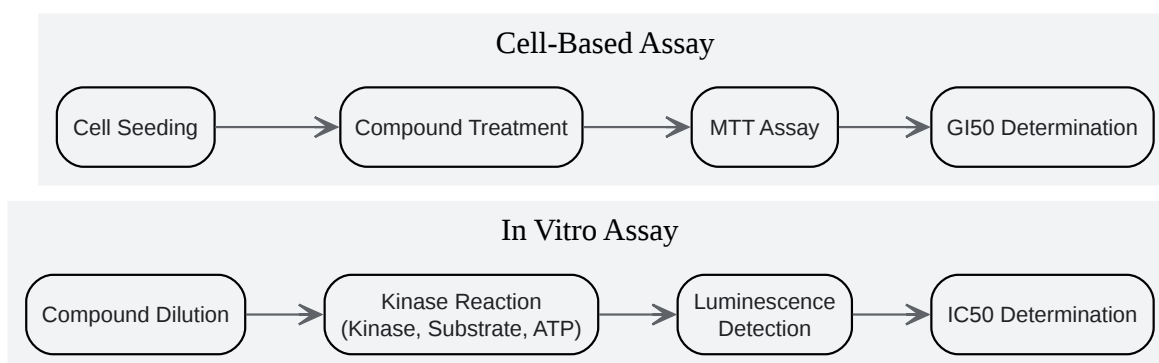 Cell-Based Assay
Cell Seeding
Compound Treatment
MTT Assay
GI50 Determination
In Vitro Assay
Compound Dilution
Kinase Reaction
(Kinase, Substrate, ATP)
Luminescence
Detection
IC50 Determination